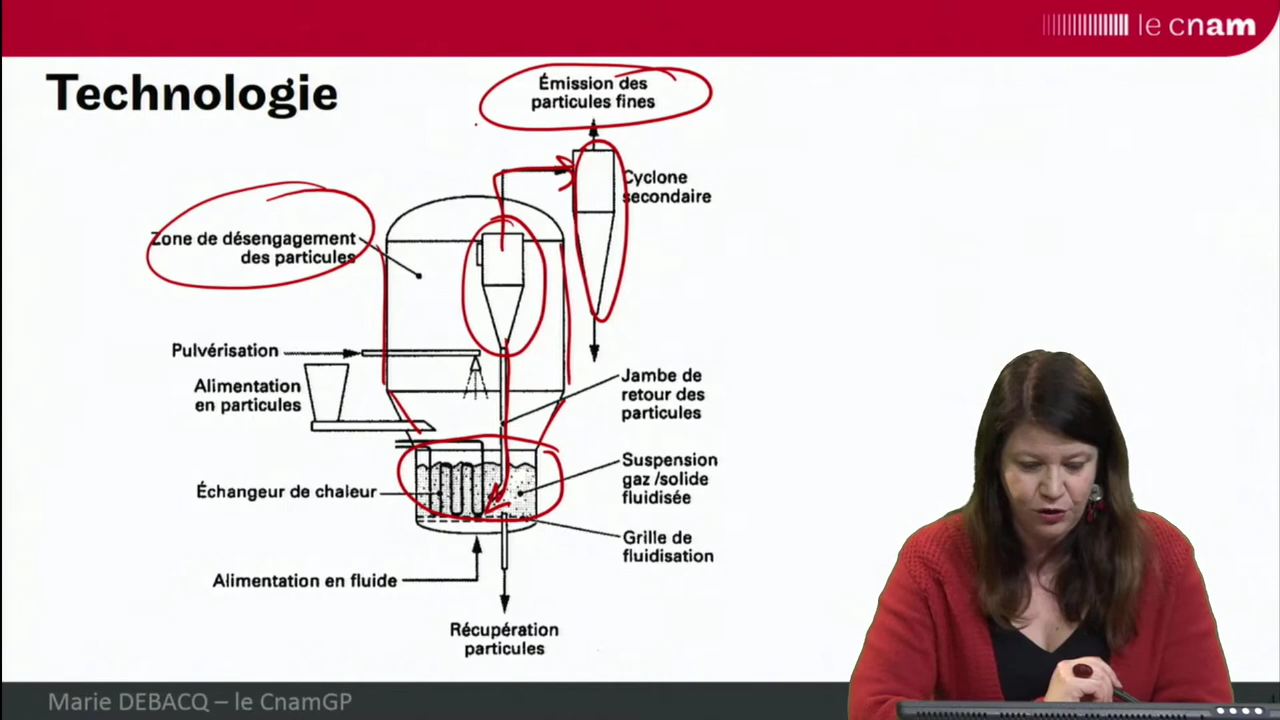 le cnam
Technologie
Émission des
particules fines
Cyclone
secondaire
Zone de désengagement
des particules
Pulvérisation
Alimentation
en particules
Jambe de
retour des
particules
Suspension
gaz /solide
fluidisée
Échangeur de chaleur
Grille de
fluidisation
Alimentation en fluide
Récupération
particules
Marie DEBACQ – le CnamGP